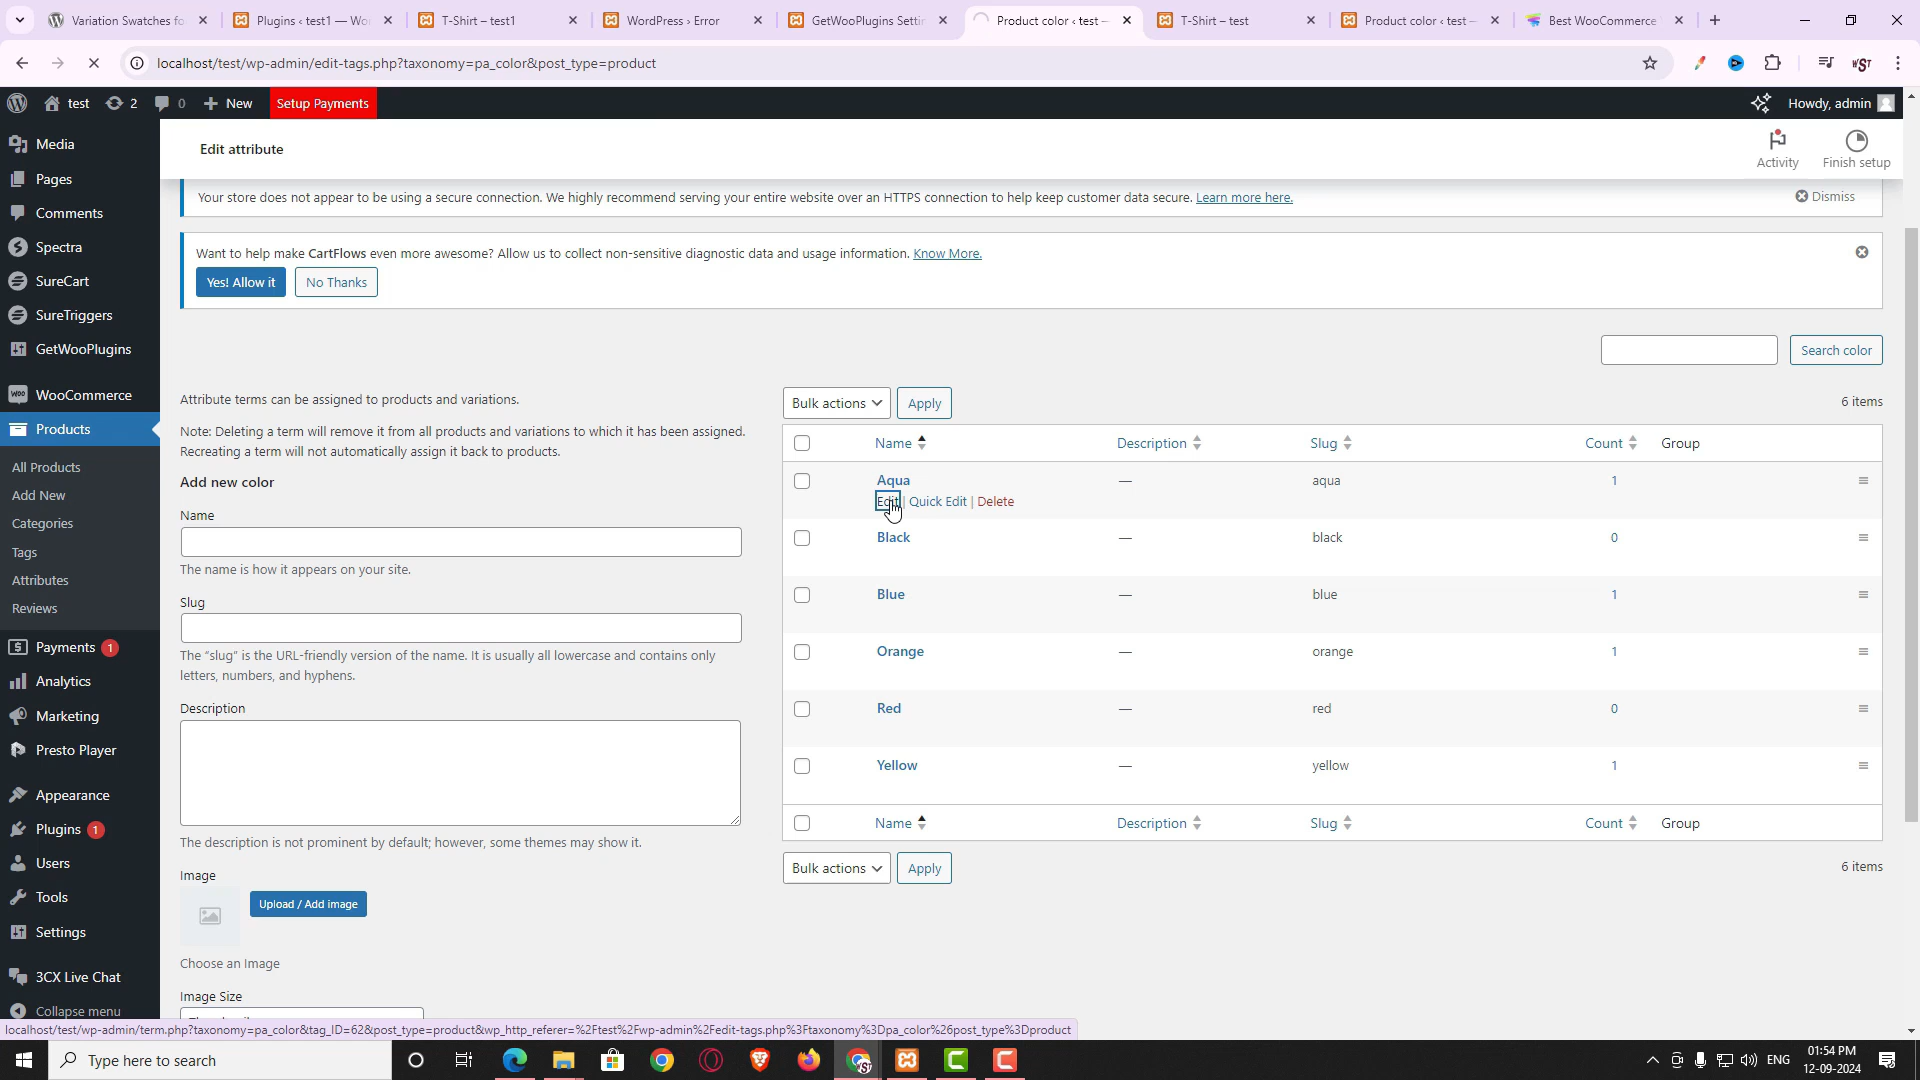 Variation Swatches fo
Plugins ‹ test1 — Wo
T-Shirt – test1
WordPress › Error
GetWooPlugins Settin
Product color ‹ test —
T-Shirt – test
Product color ‹ test —
Best WooCommerce
localhost/test/wp-admin/edit-tags.php?taxonomy=pa_color&post_type=product
test
2
0
New
Setup Payments
Howdy, admin
Media
Pages
Comments
Spectra
SureCart
SureTriggers
GetWooPlugins
WooCommerce
Products
All Products
Add New
Categories
Tags
Attributes
Reviews
Payments 1
Analytics
Marketing
Presto Player
Appearance
Plugins 1
Users
Tools
Settings
3CX Live Chat
Collapse menu
Edit attribute
Activity
Finish setup
Your store does not appear to be using a secure connection. We highly recommend serving your entire website over an HTTPS connection to help keep customer data secure. Learn more here.
Dismiss
Want to help make CartFlows even more awesome? Allow us to collect non-sensitive diagnostic data and usage information. Know More.
Yes! Allow it
No Thanks
Search color
Attribute terms can be assigned to products and variations.
Note: Deleting a term will remove it from all products and variations to which it has been assigned.
Recreating a term will not automatically assign it back to products.
Add new color
Name
The name is how it appears on your site.
Slug
The “slug” is the URL-friendly version of the name. It is usually all lowercase and contains only
letters, numbers, and hyphens.
Description
The description is not prominent by default; however, some themes may show it.
Image
Upload / Add image
Choose an Image
Image Size
Bulk actions
Apply
6 items
Name Description Slug Count Group
Aqua — aqua 1
Edit | Quick Edit | Delete
Black — black 0
Blue — blue 1
Orange — orange 1
Red — red 0
Yellow — yellow 1
Name Description Slug Count Group
Bulk actions
Apply
6 items
localhost/test/wp-admin/term.php?taxonomy=pa_color&tag_ID=62&post_type=product&wp_http_referer=%2Ftest%2Fwp-admin%2Fedit-tags.php%3Ftaxonomy%3Dpa_color%26post_type%3Dproduct
Type here to search
ENG
01:54 PM
12-09-2024